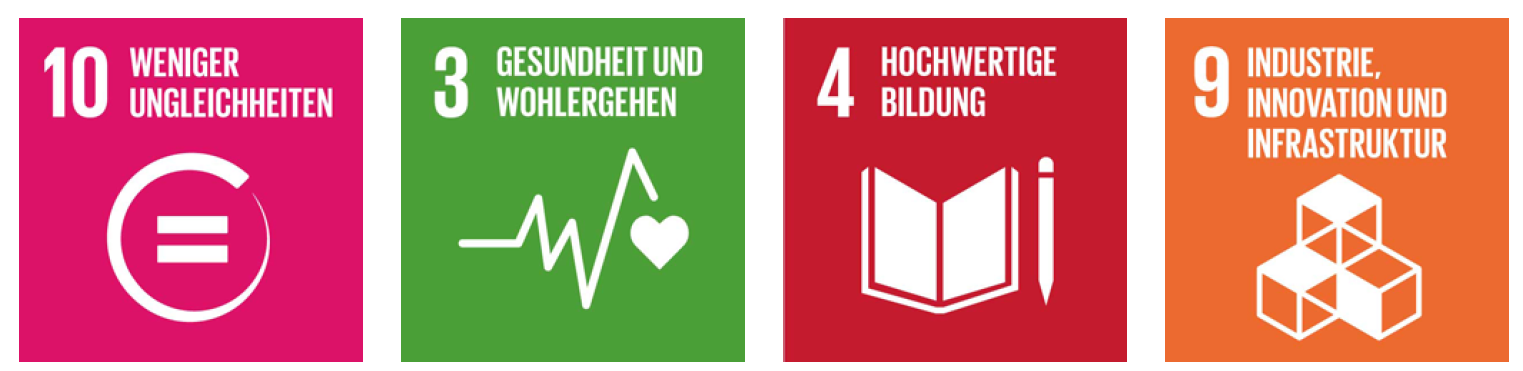 10 WENIGER
UNGLEICHHEITEN
3 GESUNDHEIT UND
WOHLERGEHEN
4 HOCHWERTIGE
BILDUNG
9 INDUSTRIE,
INNOVATION UND
INFRASTRUKTUR